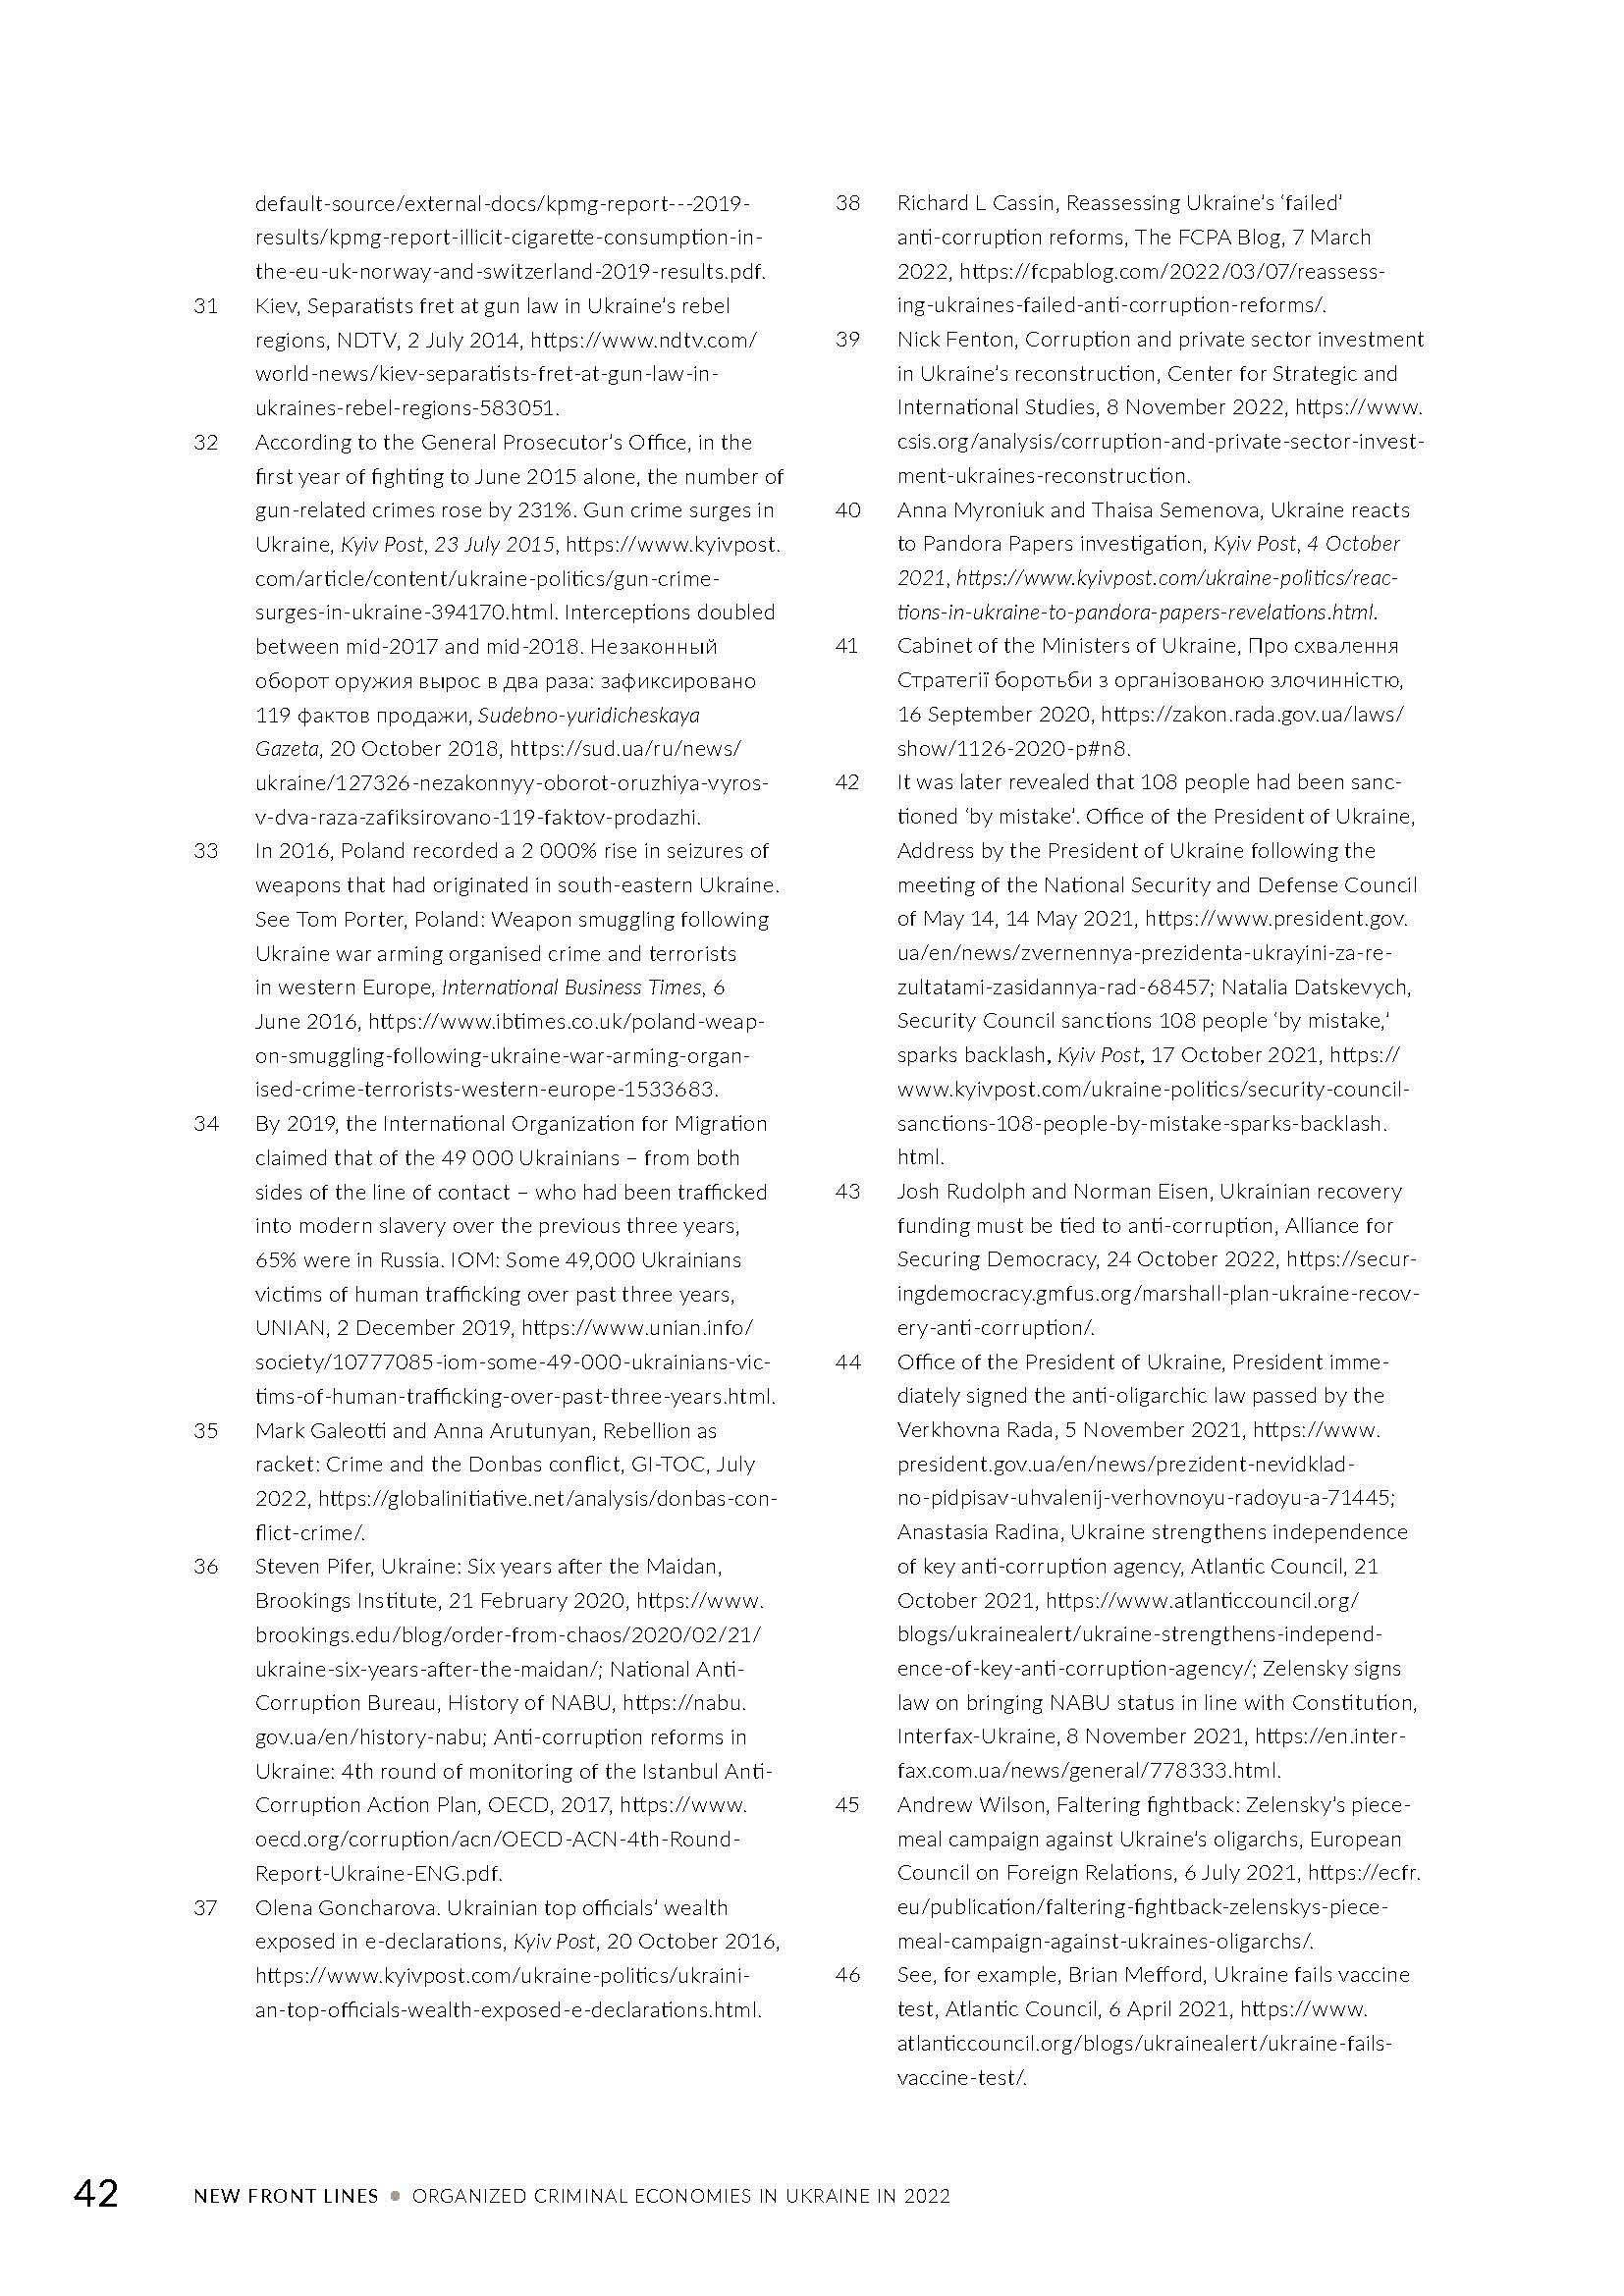 default-source/external-docs/kpmg-report---2019-
results/kpmg-report-illicit-cigarette-consumption-in-
the-eu-uk-norway-and-switzerland-2019-results.pdf.
31 Kiev, Separatists fret at gun law in Ukraine’s rebel
regions, NDTV, 2 July 2014, https://www.ndtv.com/
world-news/kiev-separatists-fret-at-gun-law-in-
ukraines-rebel-regions-583051.
32 According to the General Prosecutor’s Office, in the
first year of fighting to June 2015 alone, the number of
gun-related crimes rose by 231%. Gun crime surges in
Ukraine, Kyiv Post, 23 July 2015, https://www.kyivpost.
com/article/content/ukraine-politics/gun-crime-
surges-in-ukraine-394170.html. Interceptions doubled
between mid-2017 and mid-2018. Незаконный
оборот оружия вырос в два раза: зафиксировано
119 фактов продажи, Sudebno-yuridicheskaya
Gazeta, 20 October 2018, https://sud.ua/ru/news/
ukraine/127326-nezakonnyy-oborot-oruzhiya-vyros-
v-dva-raza-zafiksirovano-119-faktov-prodazhi.
33 In 2016, Poland recorded a 2 000% rise in seizures of
weapons that had originated in south-eastern Ukraine.
See Tom Porter, Poland: Weapon smuggling following
Ukraine war arming organised crime and terrorists
in western Europe, International Business Times, 6
June 2016, https://www.ibtimes.co.uk/poland-weap-
on-smuggling-following-ukraine-war-arming-organ-
ised-crime-terrorists-western-europe-1533683.
34 By 2019, the International Organization for Migration
claimed that of the 49 000 Ukrainians – from both
sides of the line of contact – who had been trafficked
into modern slavery over the previous three years,
65% were in Russia. IOM: Some 49,000 Ukrainians
victims of human trafficking over past three years,
UNIAN, 2 December 2019, https://www.unian.info/
society/10777085-iom-some-49-000-ukrainians-vic-
tims-of-human-trafficking-over-past-three-years.html.
35 Mark Galeotti and Anna Arutunyan, Rebellion as
racket: Crime and the Donbas conflict, GI-TOC, July
2022, https://globalinitiative.net/analysis/donbas-con-
flict-crime/.
36 Steven Pifer, Ukraine: Six years after the Maidan,
Brookings Institute, 21 February 2020, https://www.
brookings.edu/blog/order-from-chaos/2020/02/21/
ukraine-six-years-after-the-maidan/; National Anti-
Corruption Bureau, History of NABU, https://nabu.
gov.ua/en/history-nabu; Anti-corruption reforms in
Ukraine: 4th round of monitoring of the Istanbul Anti-
Corruption Action Plan, OECD, 2017, https://www.
oecd.org/corruption/acn/OECD-ACN-4th-Round-
Report-Ukraine-ENG.pdf.
37 Olena Goncharova. Ukrainian top officials’ wealth
exposed in e-declarations, Kyiv Post, 20 October 2016,
https://www.kyivpost.com/ukraine-politics/ukraini-
an-top-officials-wealth-exposed-e-declarations.html.
38 Richard L Cassin, Reassessing Ukraine’s ‘failed’
anti-corruption reforms, The FCPA Blog, 7 March
2022, https://fcpablog.com/2022/03/07/reassess-
ing-ukraines-failed-anti-corruption-reforms/.
39 Nick Fenton, Corruption and private sector investment
in Ukraine’s reconstruction, Center for Strategic and
International Studies, 8 November 2022, https://www.
csis.org/analysis/corruption-and-private-sector-invest-
ment-ukraines-reconstruction.
40 Anna Myroniuk and Thaisa Semenova, Ukraine reacts
to Pandora Papers investigation, Kyiv Post, 4 October
2021, https://www.kyivpost.com/ukraine-politics/reac-
tions-in-ukraine-to-pandora-papers-revelations.html.
41 Cabinet of the Ministers of Ukraine, Про схвалення
Стратегії боротьби з організованою злочинністю,
16 September 2020, https://zakon.rada.gov.ua/laws/
show/1126-2020-р#n8.
42 It was later revealed that 108 people had been sanc-
tioned ‘by mistake’. Office of the President of Ukraine,
Address by the President of Ukraine following the
meeting of the National Security and Defense Council
of May 14, 14 May 2021, https://www.president.gov.
ua/en/news/zvernennya-prezidenta-ukrayini-za-re-
zultatami-zasidannya-rad-68457; Natalia Datskevych,
Security Council sanctions 108 people ‘by mistake,’
sparks backlash, Kyiv Post, 17 October 2021, https://
www.kyivpost.com/ukraine-politics/security-council-
sanctions-108-people-by-mistake-sparks-backlash.
html.
43 Josh Rudolph and Norman Eisen, Ukrainian recovery
funding must be tied to anti-corruption, Alliance for
Securing Democracy, 24 October 2022, https://secur-
ingdemocracy.gmfus.org/marshall-plan-ukraine-recov-
ery-anti-corruption/.
44 Office of the President of Ukraine, President imme-
diately signed the anti-oligarchic law passed by the
Verkhovna Rada, 5 November 2021, https://www.
president.gov.ua/en/news/prezident-nevidklad-
no-pidpisav-uhvalenij-verhovnoyu-radoyu-a-71445;
Anastasia Radina, Ukraine strengthens independence
of key anti-corruption agency, Atlantic Council, 21
October 2021, https://www.atlanticcouncil.org/
blogs/ukrainealert/ukraine-strengthens-independ-
ence-of-key-anti-corruption-agency/; Zelensky signs
law on bringing NABU status in line with Constitution,
Interfax-Ukraine, 8 November 2021, https://en.inter-
fax.com.ua/news/general/778333.html.
45 Andrew Wilson, Faltering fightback: Zelensky’s piece-
meal campaign against Ukraine’s oligarchs, European
Council on Foreign Relations, 6 July 2021, https://ecfr.
eu/publication/faltering-fightback-zelenskys-piece-
meal-campaign-against-ukraines-oligarchs/.
46 See, for example, Brian Mefford, Ukraine fails vaccine
test, Atlantic Council, 6 April 2021, https://www.
atlanticcouncil.org/blogs/ukrainealert/ukraine-fails-
vaccine-test/.
42 NEW FRONT LINES • ORGANIZED CRIMINAL ECONOMIES IN UKRAINE IN 2022